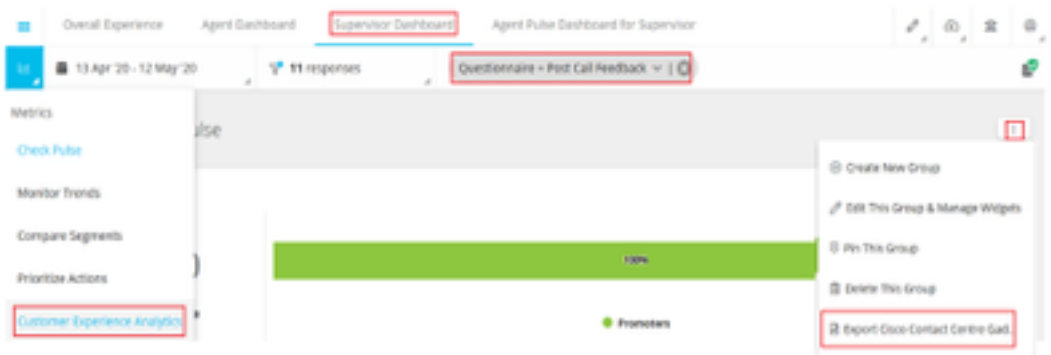 Overall Experience Agent Dashboard Supervisor Dashboard Agent Pulse Dashboard for Supervisor
13 Apr '20 - 12 May '20 11 responses Questionnaire - Post Call Feedback
Metrics
Check Pulse
Monitor Trends
Compare Segments
Prioritize Actions
Customer Experience Analytics
ulse
100%
Promoters
Create New Group
Edit This Group & Manage Widgets
Pin This Group
Delete This Group
Export Cisco Contact Centre Gad..